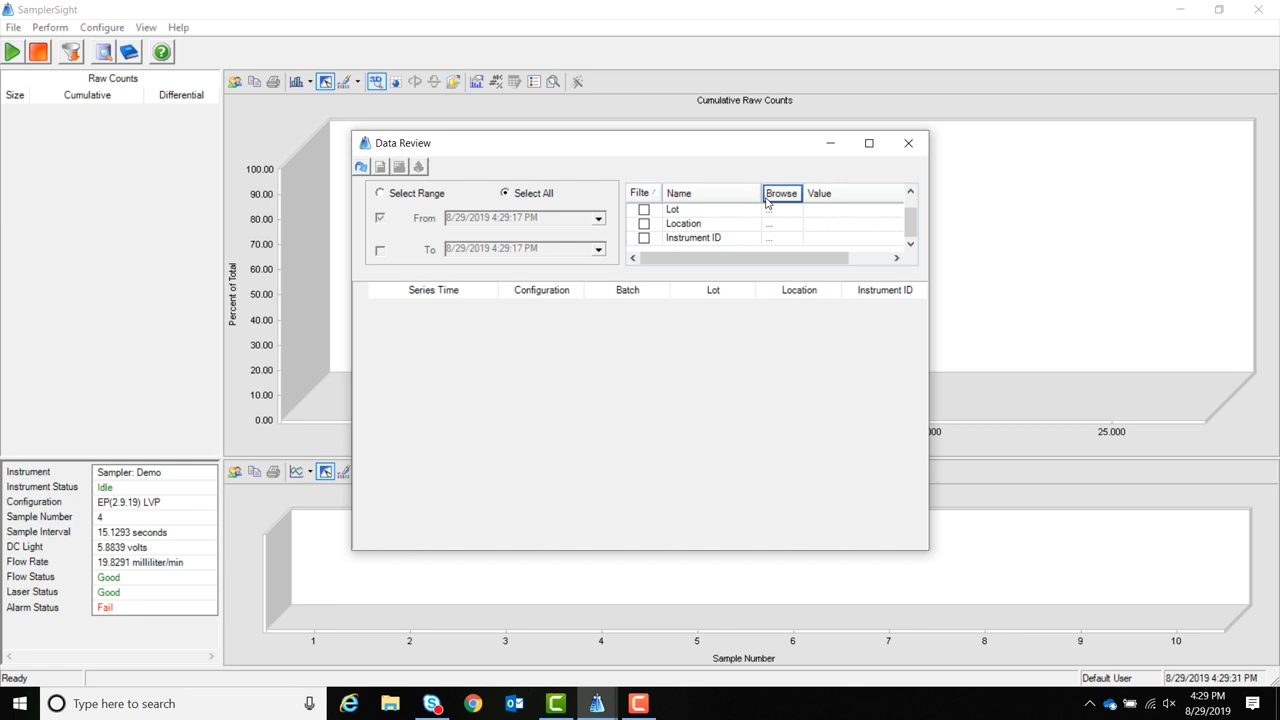 SamplerSight
File Perform Configure View Help
Raw Counts
Size Cumulative Differential
Cumulative Raw Counts
100.00
90.00
80.00
70.00
60.00
50.00
40.00
30.00
20.00
10.00
0.00
Percent of Total
000 25.000
Data Review
Select Range Select All
From 8/29/2019 4:29:17 PM
To 8/29/2019 4:29:17 PM
Filte Name Browse Value
Lot ...
Location ...
Instrument ID ...
Series Time Configuration Batch Lot Location Instrument ID
Instrument Sampler: Demo
Instrument Status Idle
Configuration EP(2.9.19) LVP
Sample Number 4
Sample Interval 15.1293 seconds
DC Light 5.8839 volts
Flow Rate 19.8291 milliliter/min
Flow Status Good
Laser Status Good
Alarm Status Fail
1 2 3 4 5 6 7 8 9 10
Sample Number
Ready Default User 8/29/2019 4:29:31 PM
Type here to search 4:29 PM
8/29/2019